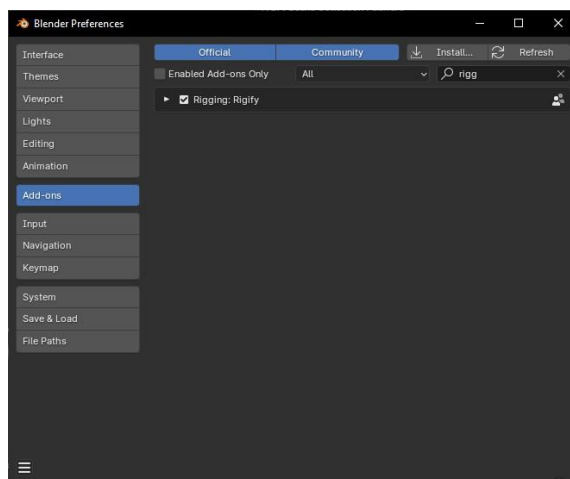 Blender Preferences
Interface
Themes
Viewport
Lights
Editing
Animation
Add-ons
Input
Navigation
Keymap
System
Save & Load
File Paths
Official Community Install... Refresh
Enabled Add-ons Only All rigg
Rigging: Rigify